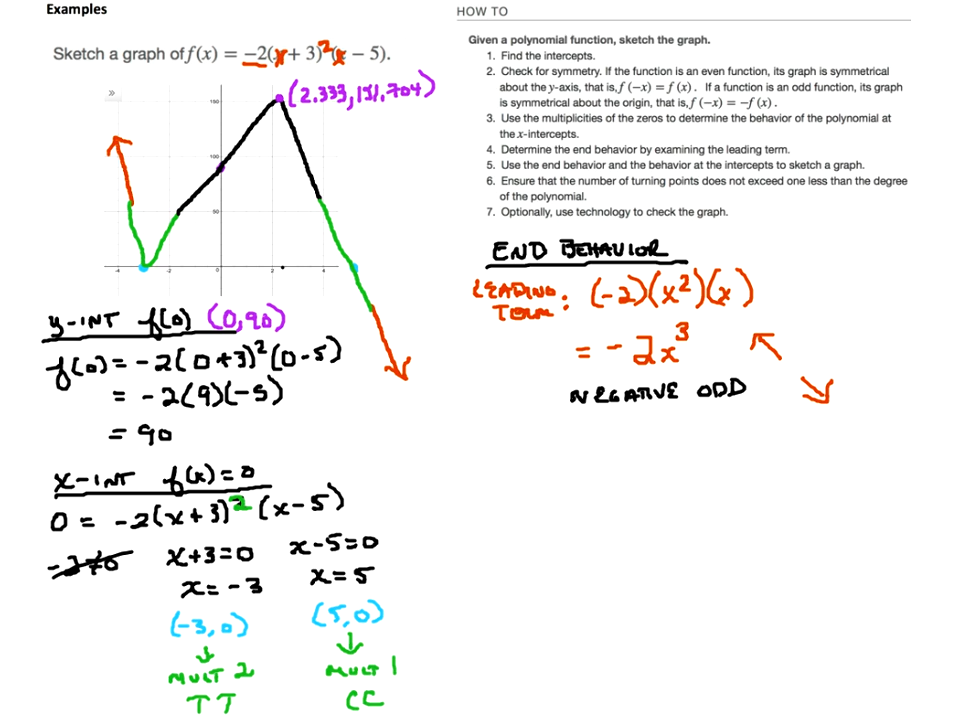 Examples
Sketch a graph of f(x) = −2(x + 3)²(x − 5).
»
(2.333, 151.704)
150
100
50
-4 -2 0 2 4
y-INT f(0) (0,90)
f(0) = -2(0+3)²(0-5)
= -2(9)(-5)
= 90
x-INT f(x)=0
0 = -2(x+3)²(x-5)
-2≠0 x+3=0 x-5=0
x=-3 x=5
(-3,0) (5,0)
↓ ↓
MULT 2 MULT 1
TT CC
HOW TO
Given a polynomial function, sketch the graph.
1. Find the intercepts.
2. Check for symmetry. If the function is an even function, its graph is symmetrical
about the y-axis, that is, f (−x) = f (x). If a function is an odd function, its graph
is symmetrical about the origin, that is, f (−x) = −f (x).
3. Use the multiplicities of the zeros to determine the behavior of the polynomial at
the x-intercepts.
4. Determine the end behavior by examining the leading term.
5. Use the end behavior and the behavior at the intercepts to sketch a graph.
6. Ensure that the number of turning points does not exceed one less than the degree
of the polynomial.
7. Optionally, use technology to check the graph.
END BEHAVIOR
LEADING TERM: (-2)(x²)(x)
= -2x³
NEGATIVE ODD